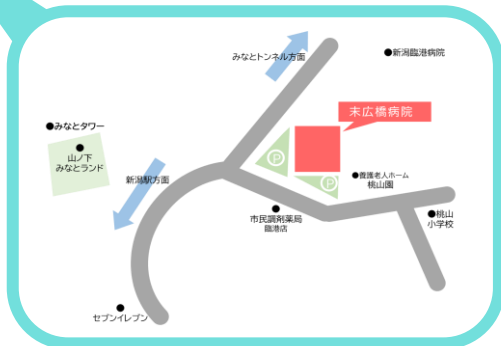 みなとトンネル方面
●新潟臨港病院
末広橋病院
●みなとタワー
山ノ下
みなとランド
新潟駅方面
P
P
●養護老人ホーム
桃山園
市民調剤薬局
臨港店
●桃山
小学校
セブンイレブン